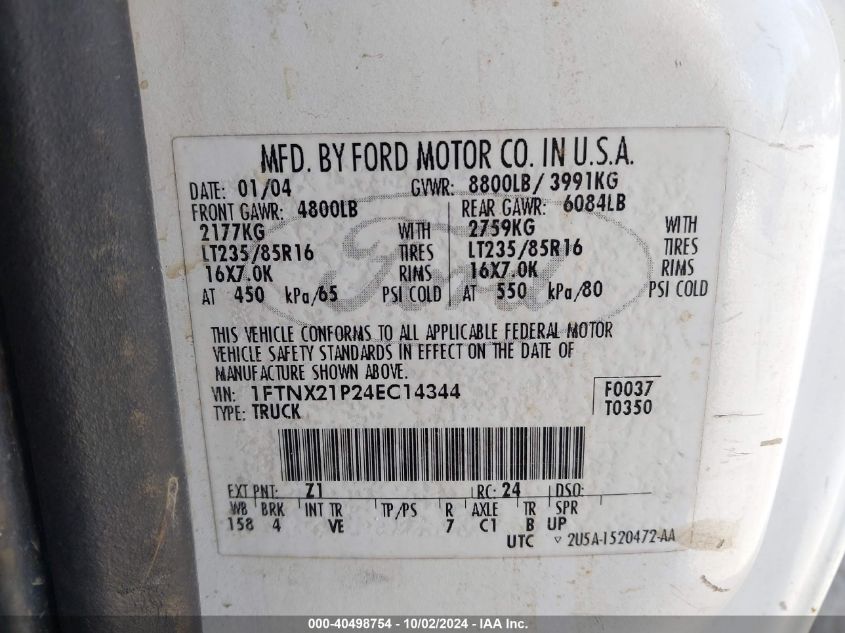 MFD. BY FORD MOTOR CO. IN U.S.A.
DATE: 01/04 GVWR: 8800LB/ 3991KG
FRONT GAWR: 4800LB REAR GAWR: 6084LB
2177KG WITH 2759KG WITH
LT235/85R16 TIRES LT235/85R16 TIRES
16X7.0K RIMS 16X7.0K RIMS
AT 450 kPa/65 PSI COLD AT 550 kPa/80 PSI COLD
Ford
THIS VEHICLE CONFORMS TO ALL APPLICABLE FEDERAL MOTOR
VEHICLE SAFETY STANDARDS IN EFFECT ON THE DATE OF
MANUFACTURE SHOWN ABOVE.
VIN: 1FTNX21P24EC14344 F0037
TYPE: TRUCK T0350
EXT PNT: Z1 RC: 24 DSO:
WB BRK INT TR TP/PS R AXLE TR SPR
158 4 VE 7 C1 B UP
UTC ▽ 2U5A-1520472-AA
000-40498754 - 10/02/2024 - IAA Inc.